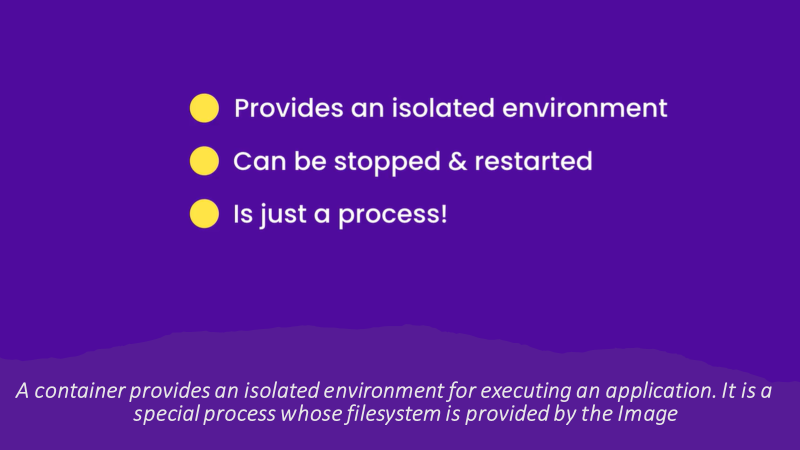 Provides an isolated environment
Can be stopped & restarted
Is just a process!
A container provides an isolated environment for executing an application. It is a
special process whose filesystem is provided by the Image